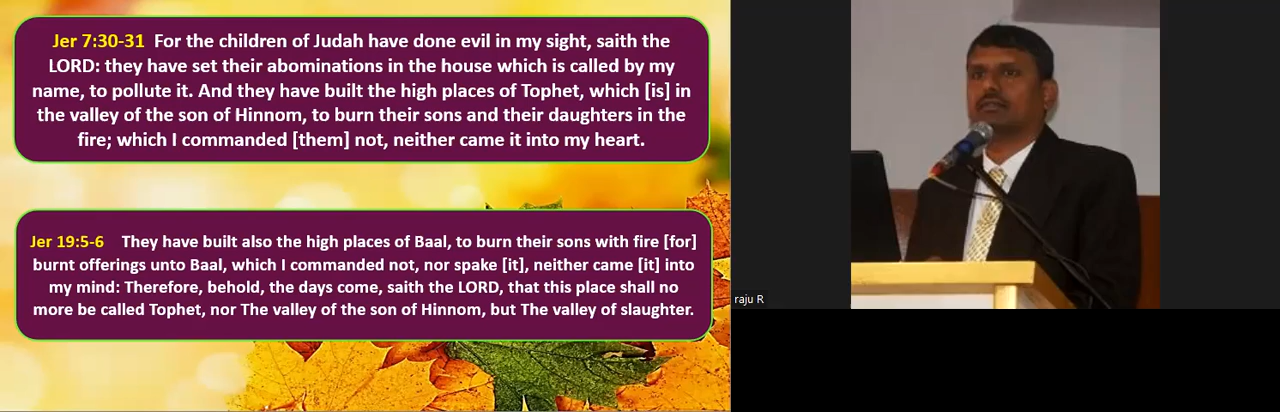 Jer 7:30-31 For the children of Judah have done evil in my sight, saith the
LORD: they have set their abominations in the house which is called by my
name, to pollute it. And they have built the high places of Tophet, which [is] in
the valley of the son of Hinnom, to burn their sons and their daughters in the
fire; which I commanded [them] not, neither came it into my heart.
Jer 19:5-6 They have built also the high places of Baal, to burn their sons with fire [for]
burnt offerings unto Baal, which I commanded not, nor spake [it], neither came [it] into
my mind: Therefore, behold, the days come, saith the LORD, that this place shall no
more be called Tophet, nor The valley of the son of Hinnom, but The valley of slaughter.
raju R